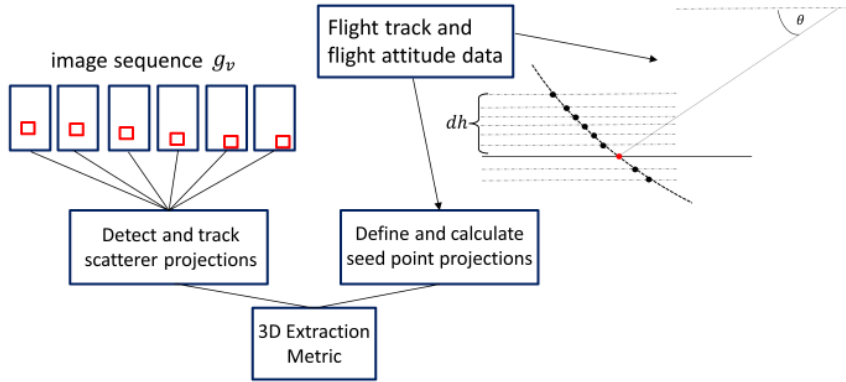 image sequence g_v
Flight track and
flight attitude data
θ
dh
Detect and track
scatterer projections
Define and calculate
seed point projections
3D Extraction
Metric